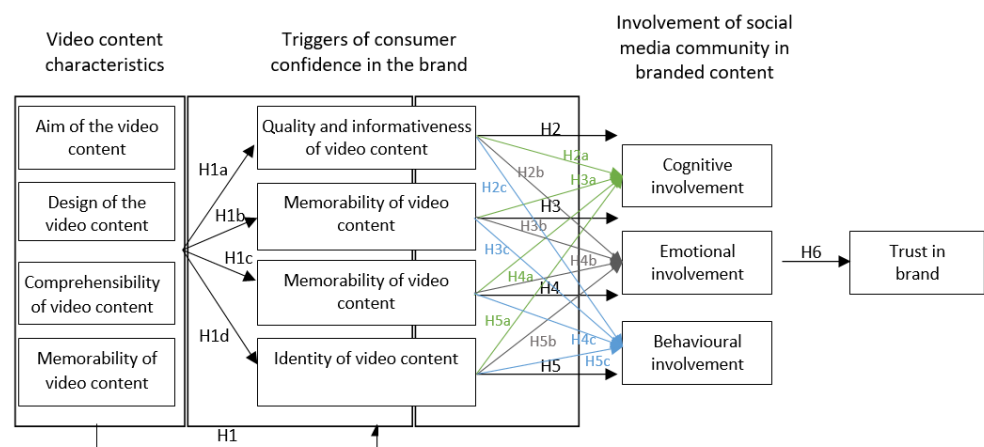 Video content
characteristics
Triggers of consumer
confidence in the brand
Involvement of social
media community in
branded content
Aim of the video
content
Design of the
video content
Comprehensibility
of video content
Memorability of
video content
H1a
H1b
H1c
H1d
H1
Quality and informativeness
of video content
Memorability of video
content
Memorability of video
content
Identity of video content
H2
H2a
H2b
H2c
H3a
H3
H3b
H3c
H4b
H4a
H4
H5a
H4c
H5b
H5c
H5
Cognitive
involvement
Emotional
involvement
Behavioural
involvement
H6
Trust in
brand